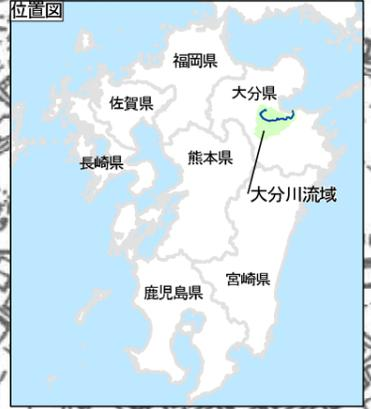 位置図
福岡県
佐賀県
大分県
長崎県
熊本県
大分川流域
宮崎県
鹿児島県